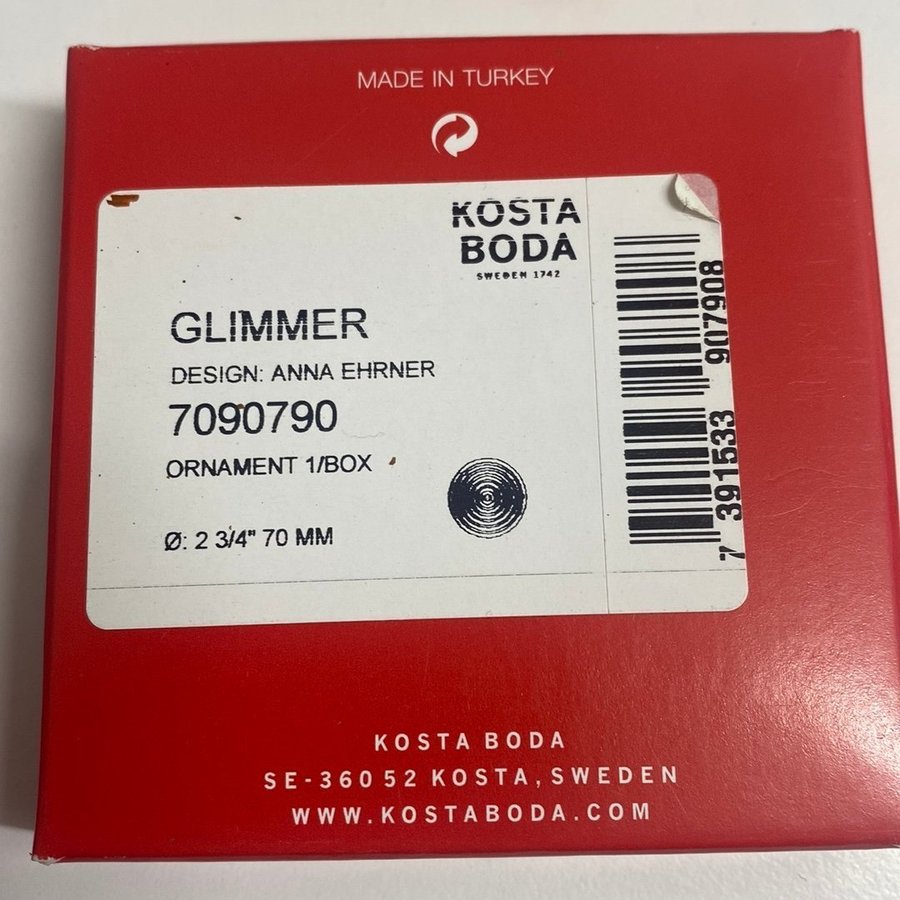 MADE IN TURKEY
KOSTA
BODA
SWEDEN 1742
GLIMMER
DESIGN: ANNA EHRNER
7090790
ORNAMENT 1/BOX
Ø: 2 3/4" 70 MM
7 391533 907908
KOSTA BODA
SE-360 52 KOSTA, SWEDEN
WWW.KOSTABODA.COM